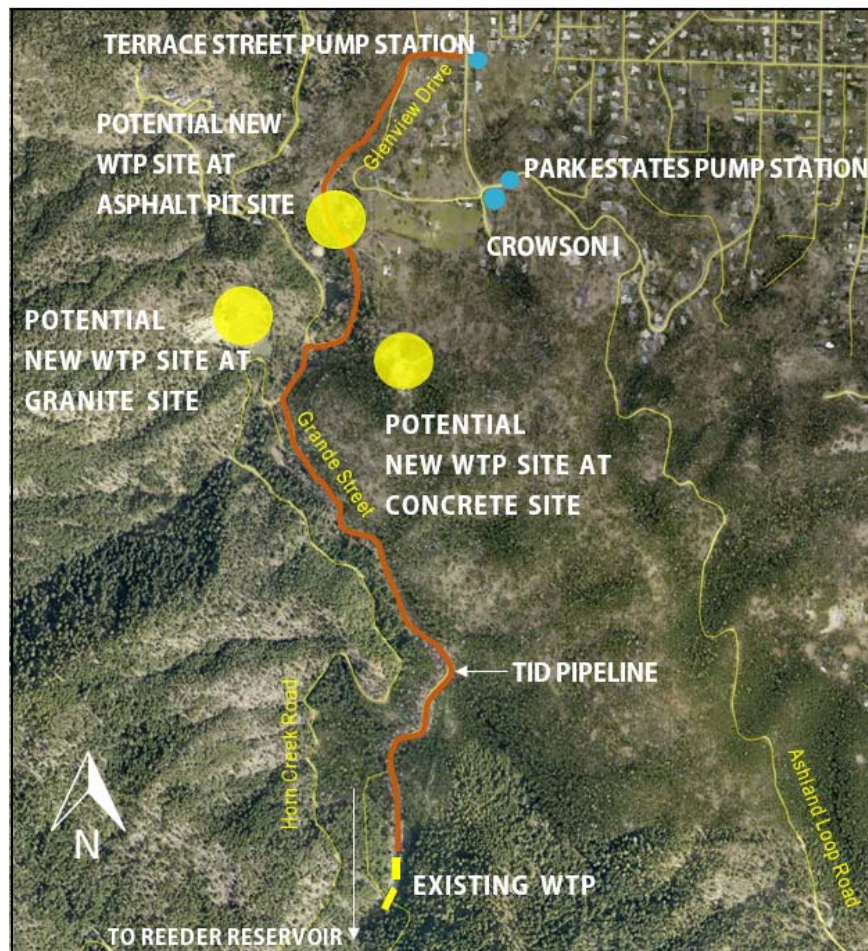 TERRACE STREET PUMP STATION
Glenview Drive
POTENTIAL NEW
WTP SITE AT
ASPHALT PIT SITE
PARK ESTATES PUMP STATION
CROWSON I
POTENTIAL
NEW WTP SITE AT
GRANITE SITE
POTENTIAL
NEW WTP SITE AT
CONCRETE SITE
Grande Street
TID PIPELINE
Horn Creek Road
Ashland Loop Road
N
EXISTING WTP
TO REEDER RESERVOIR